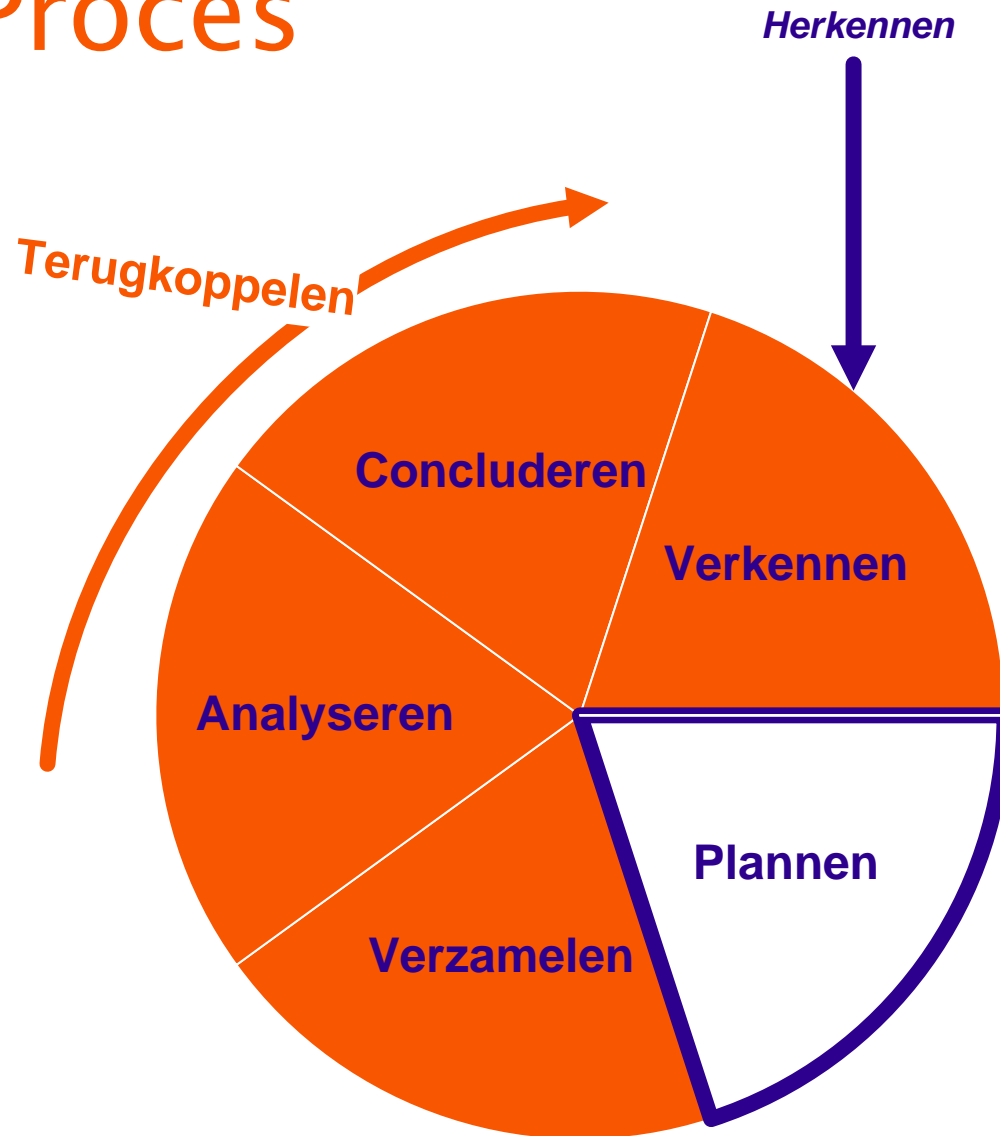 Proces
Herkennen
Terugkoppelen
Concluderen
Verkennen
Analyseren
Plannen
Verzamelen